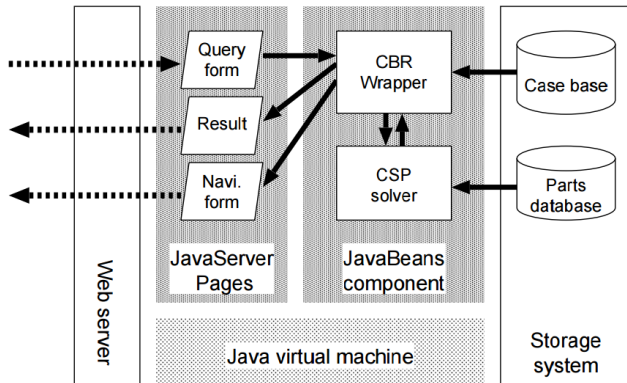 Query
form
CBR
Wrapper
Case base
Result
Navi.
form
CSP
solver
Parts
database
JavaServer
Pages
JavaBeans
component
Web server
Java virtual machine
Storage
system